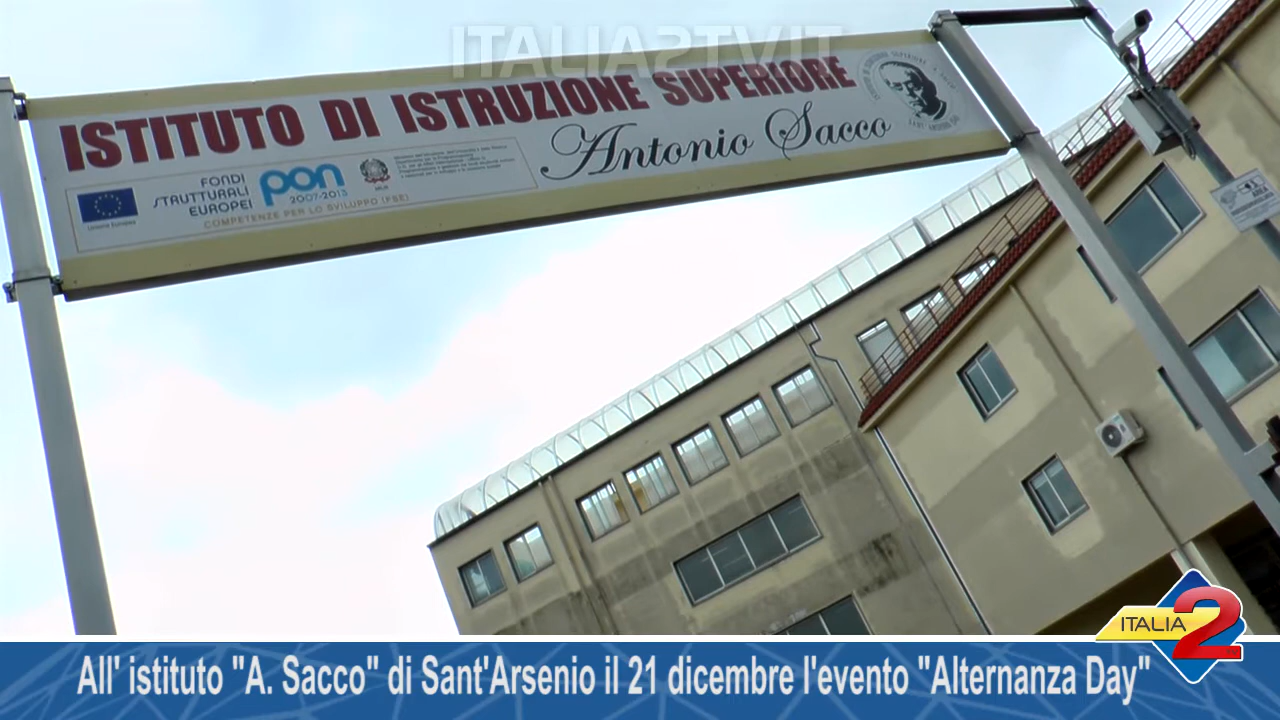 ITALIA2TV.IT
ISTITUTO DI ISTRUZIONE SUPERIORE
Antonio Sacco
FONDI
STRUTTURALI
EUROPEI
pon
2007-2013
COMPETENZE PER LO SVILUPPO (FSE)
Unione Europea
MIUR
ITALIA 2
All' istituto "A. Sacco" di Sant'Arsenio il 21 dicembre l'evento "Alternanza Day"